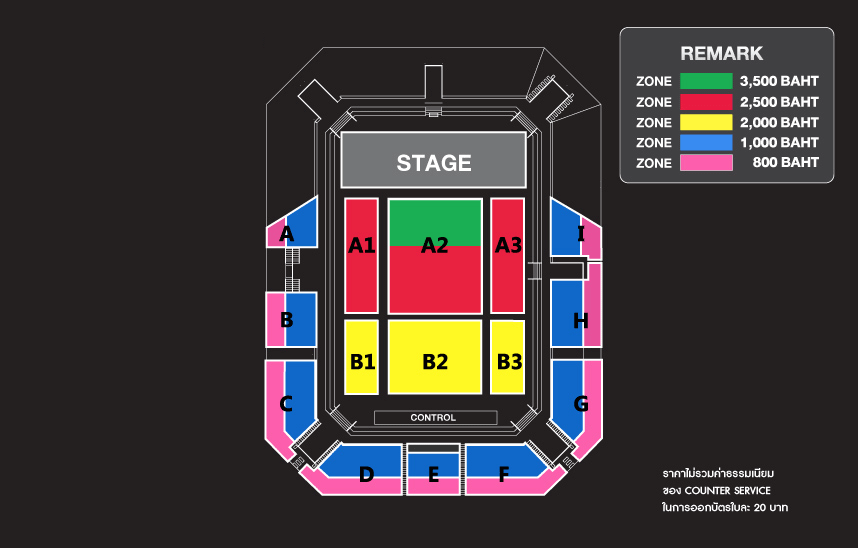 REMARK
ZONE 3,500 BAHT
ZONE 2,500 BAHT
ZONE 2,000 BAHT
ZONE 1,000 BAHT
ZONE 800 BAHT
STAGE
A
I
A1 A2 A3
B
H
B1 B2 B3
C
G
CONTROL
D E F
ราคาไม่รวมค่าธรรมเนียม
ของ COUNTER SERVICE
ในการออกบัตรใบละ 20 บาท